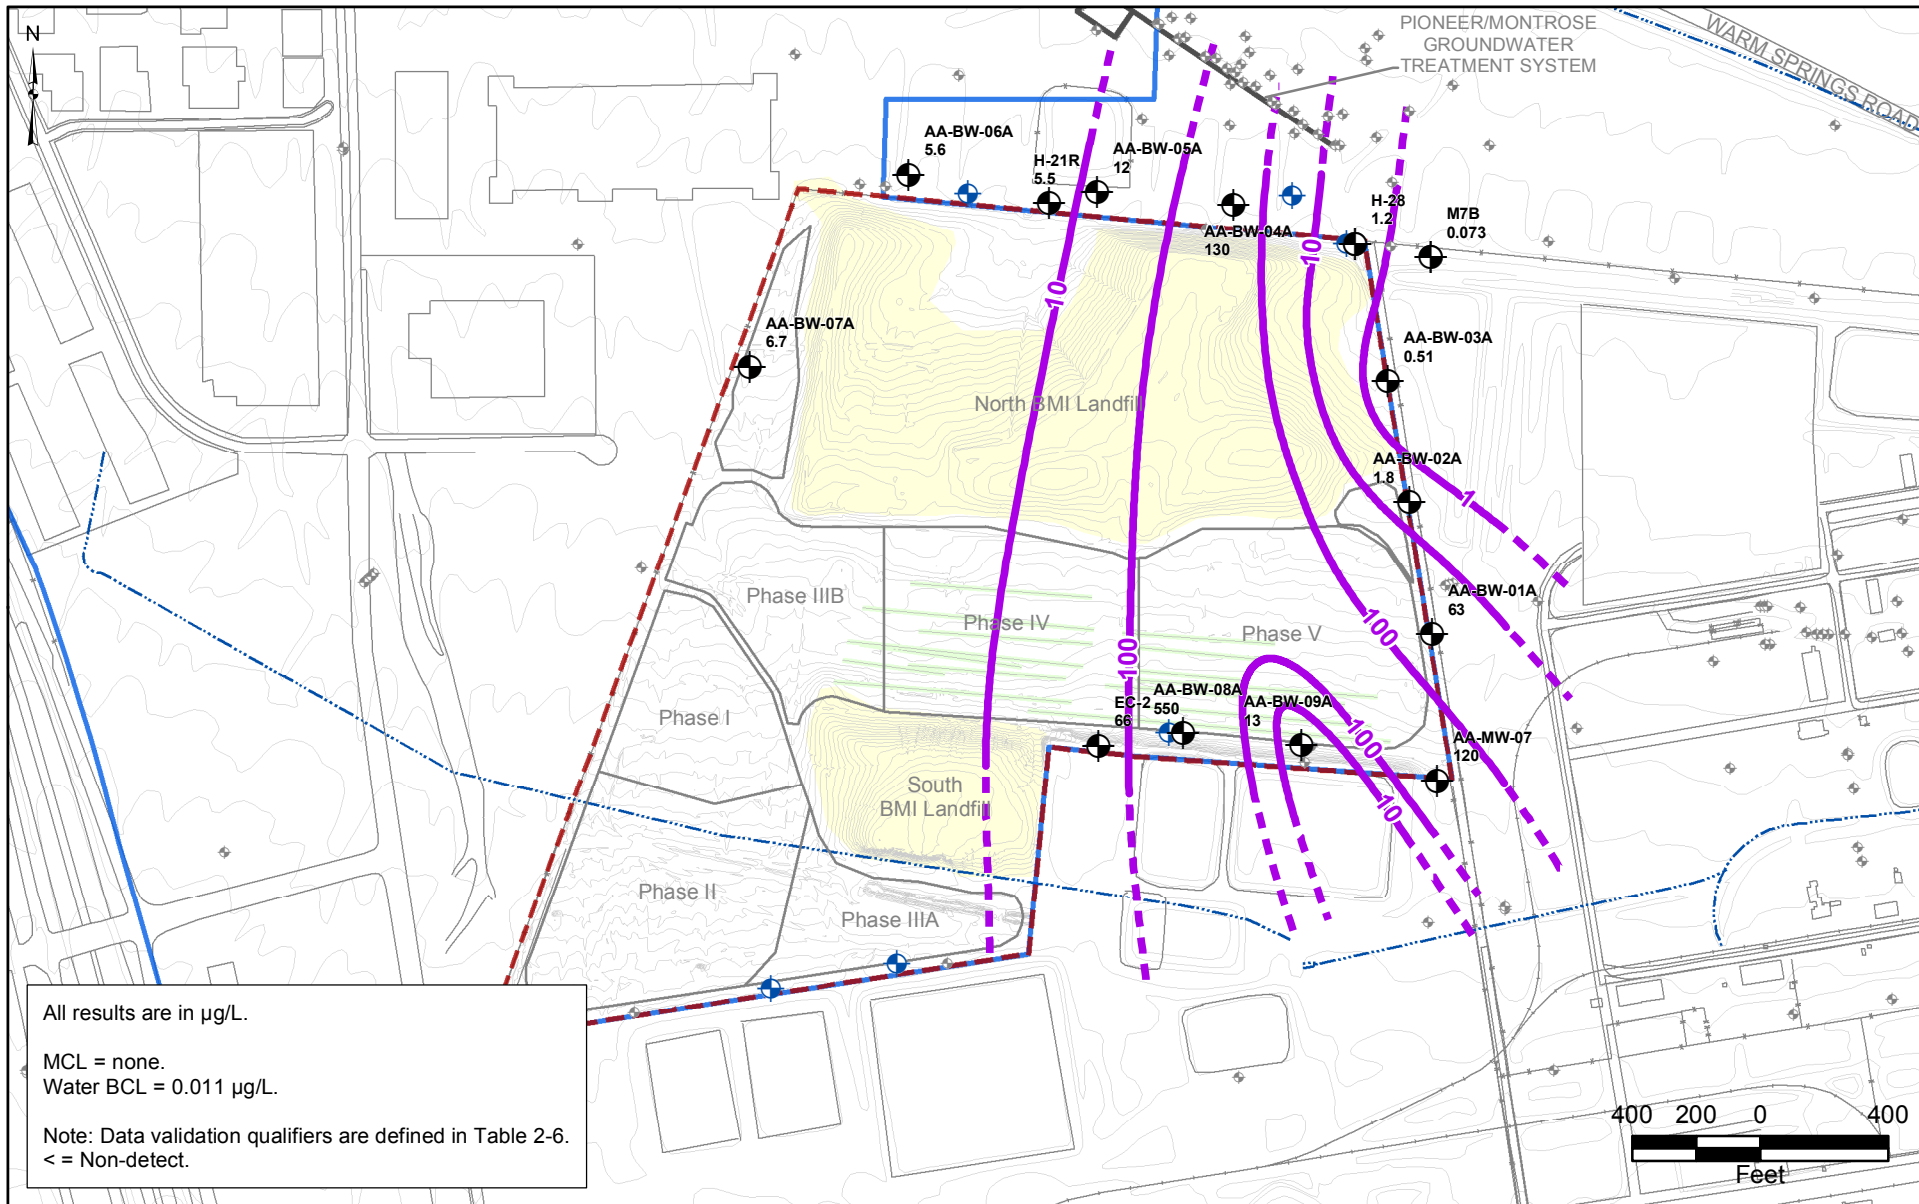 N
PIONEER/MONTROSE
GROUNDWATER
TREATMENT SYSTEM
WARM SPRINGS ROAD
AA-BW-06A
5.6
H-21R
5.5
AA-BW-05A
12
AA-BW-04A
130
H-28
1.2
M7B
0.073
10
10
AA-BW-07A
6.7
AA-BW-03A
0.51
North BMI Landfill
AA-BW-02A
1.8
1
Phase IIIB
Phase IV
Phase V
AA-BW-01A
63
100
100
Phase I
EC-2
66
AA-BW-08A
550
AA-BW-09A
13
100
AA-MW-07
120
South
BMI Landfill
10
Phase II
Phase IIIA
All results are in µg/L.
MCL = none.
Water BCL = 0.011 µg/L.
Note: Data validation qualifiers are defined in Table 2-6.
< = Non-detect.
400 200 0 400
Feet